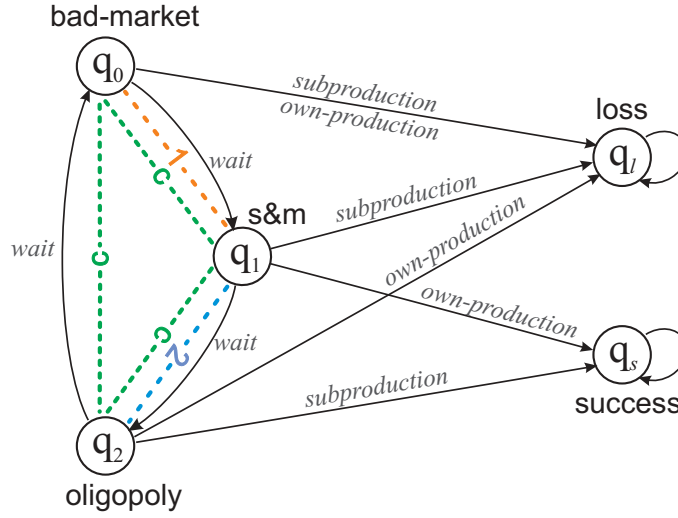 bad-market
q0
subproduction
own-production
loss
ql
wait
1
c
s&m
q1
subproduction
own-production
wait
c
own-production
c
2
wait
qs
success
subproduction
q2
oligopoly